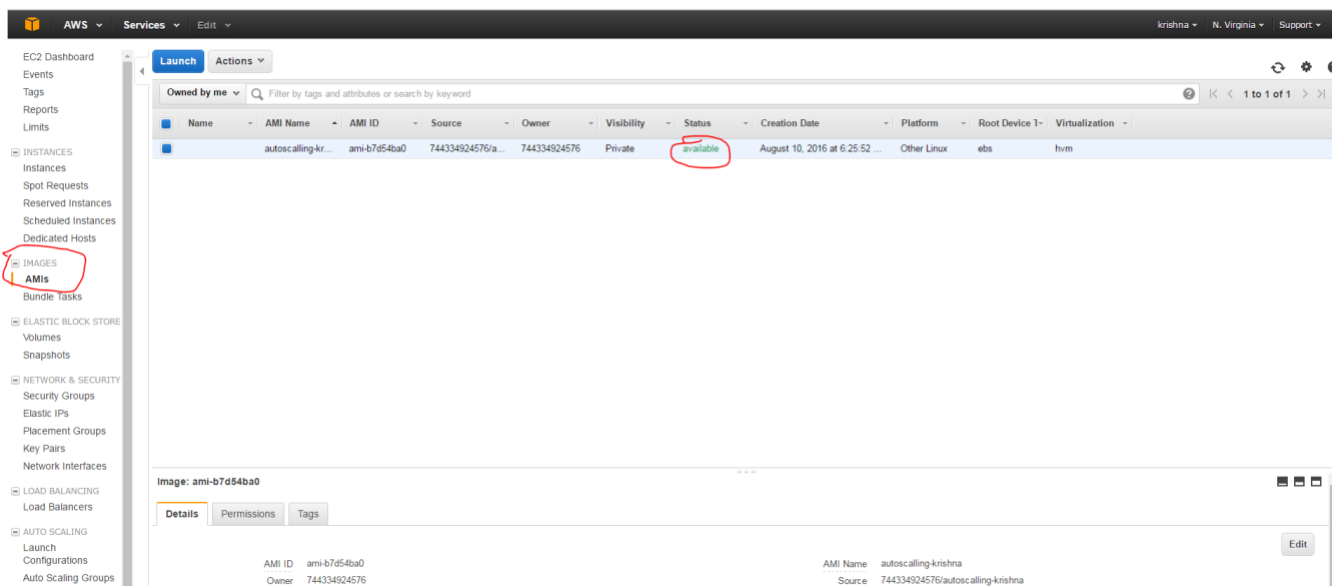 AWS Services Edit krishna N. Virginia Support
EC2 Dashboard
Events
Tags
Reports
Limits
INSTANCES
Instances
Spot Requests
Reserved Instances
Scheduled Instances
Dedicated Hosts
IMAGES
AMIs
Bundle Tasks
ELASTIC BLOCK STORE
Volumes
Snapshots
NETWORK & SECURITY
Security Groups
Elastic IPs
Placement Groups
Key Pairs
Network Interfaces
LOAD BALANCING
Load Balancers
AUTO SCALING
Launch
Configurations
Auto Scaling Groups
Launch Actions
Owned by me Filter by tags and attributes or search by keyword 1 to 1 of 1
Name AMI Name AMI ID Source Owner Visibility Status Creation Date Platform Root Device T Virtualization
autoscalling-kr... ami-b7d54ba0 744334924576/a... 744334924576 Private available August 10, 2016 at 6:25:52 ... Other Linux ebs hvm
Image: ami-b7d54ba0
Details Permissions Tags
Edit
AMI ID ami-b7d54ba0 AMI Name autoscalling-krishna
Owner 744334924576 Source 744334924576/autoscalling-krishna